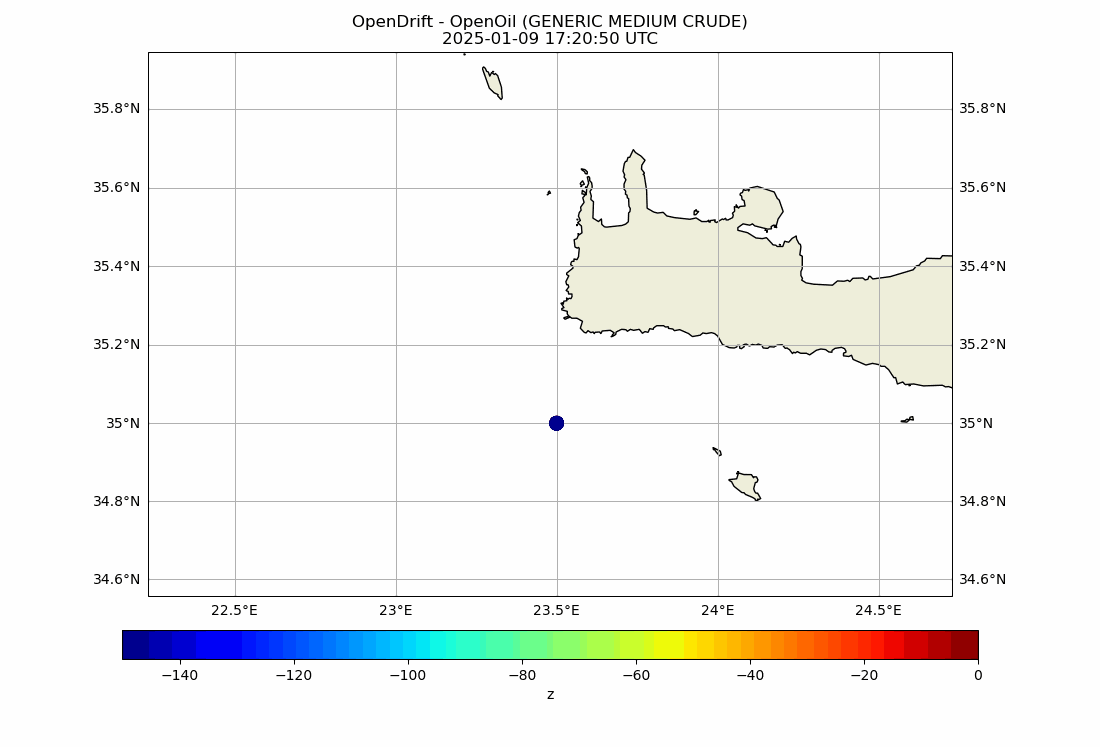 OpenDrift - OpenOil (GENERIC MEDIUM CRUDE)
2025-01-09 17:20:50 UTC
35.8°N 35.8°N
35.6°N 35.6°N
35.4°N 35.4°N
35.2°N 35.2°N
35°N 35°N
34.8°N 34.8°N
34.6°N 34.6°N
22.5°E 23°E 23.5°E 24°E 24.5°E
−140 −120 −100 −80 −60 −40 −20 0
z